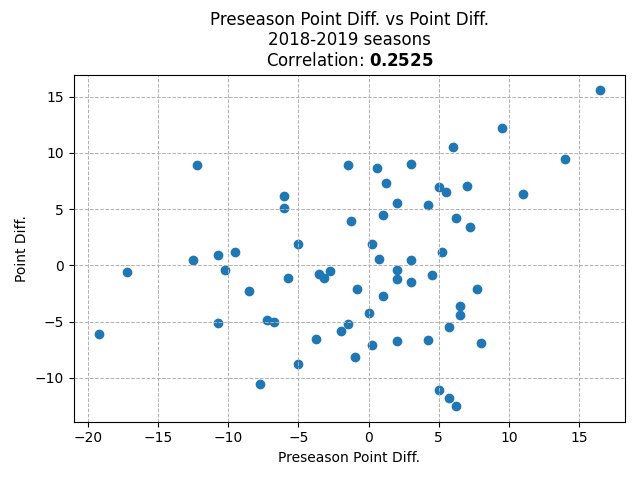 Preseason Point Diff. vs Point Diff.
2018-2019 seasons
Correlation: 0.2525
15
10
5
0
−5
−10
Point Diff.
−20 −15 −10 −5 0 5 10 15
Preseason Point Diff.